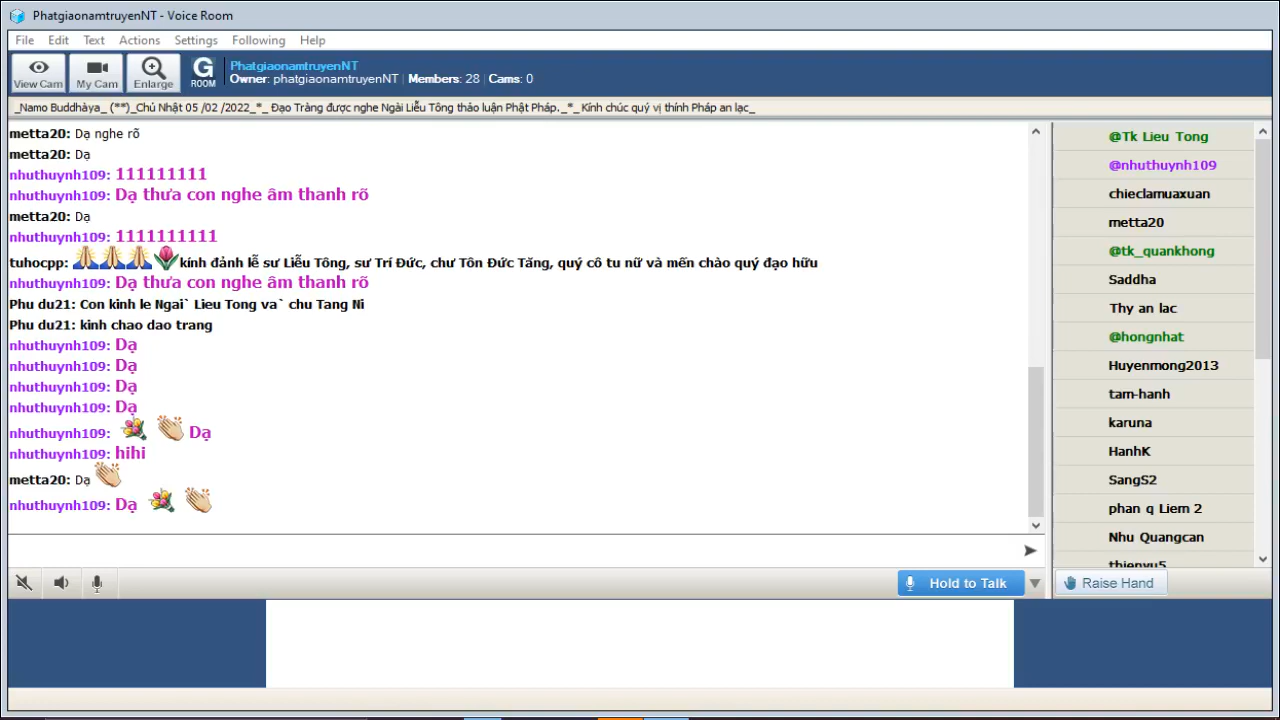 PhatgiaonamtruyenNT - Voice Room
File Edit Text Actions Settings Following Help
View Cam
My Cam
Enlarge
G
ROOM
PhatgiaonamtruyenNT
Owner: phatgiaonamtruyenNT | Members: 28 | Cams: 0
_Namo Buddhàya_ (**)_Chủ Nhật 05 /02 /2022_*_ Đạo Tràng được nghe Ngài Liễu Tông thảo luận Phật Pháp._*_ Kính chúc quý vị thính Pháp an lạc_
metta20: Dạ nghe rõ
metta20: Dạ
nhuthuynh109: 111111111
nhuthuynh109: Dạ thưa con nghe âm thanh rõ
metta20: Dạ
nhuthuynh109: 1111111111
tuhocpp: 🙏🙏🙏🌷kính đảnh lễ sư Liễu Tông, sư Trí Đức, chư Tôn Đức Tăng, quý cô tu nữ và mến chào quý đạo hữu
nhuthuynh109: Dạ thưa con nghe âm thanh rõ
Phu du21: Con kinh le Ngai` Lieu Tong va` chu Tang Ni
Phu du21: kinh chao dao trang
nhuthuynh109: Dạ
nhuthuynh109: Dạ
nhuthuynh109: Dạ
nhuthuynh109: Dạ
nhuthuynh109: 💐 👏 Dạ
nhuthuynh109: hihi
metta20: Dạ 👏
nhuthuynh109: Dạ 💐 👏
@Tk Lieu Tong
@nhuthuynh109
chieclamuaxuan
metta20
@tk_quankhong
Saddha
Thy an lac
@hongnhat
Huyenmong2013
tam-hanh
karuna
HanhK
SangS2
phan q Liem 2
Nhu Quangcan
thienvu5
Hold to Talk
Raise Hand